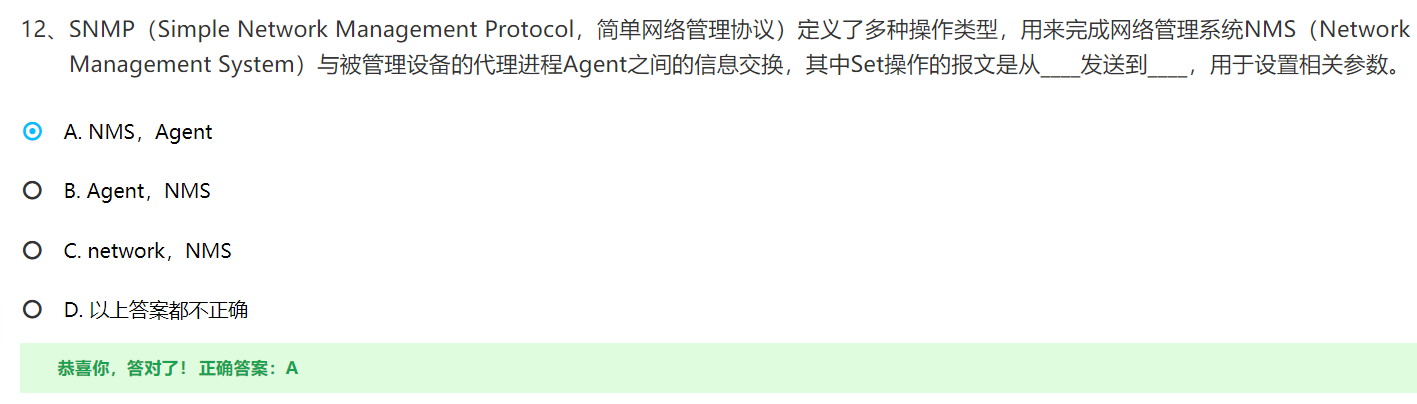 12、SNMP（Simple Network Management Protocol，简单网络管理协议）定义了多种操作类型，用来完成网络管理系统NMS（Network
Management System）与被管理设备的代理进程Agent之间的信息交换，其中Set操作的报文是从____发送到____，用于设置相关参数。
A. NMS，Agent
B. Agent，NMS
C. network，NMS
D. 以上答案都不正确
恭喜你，答对了！正确答案：A